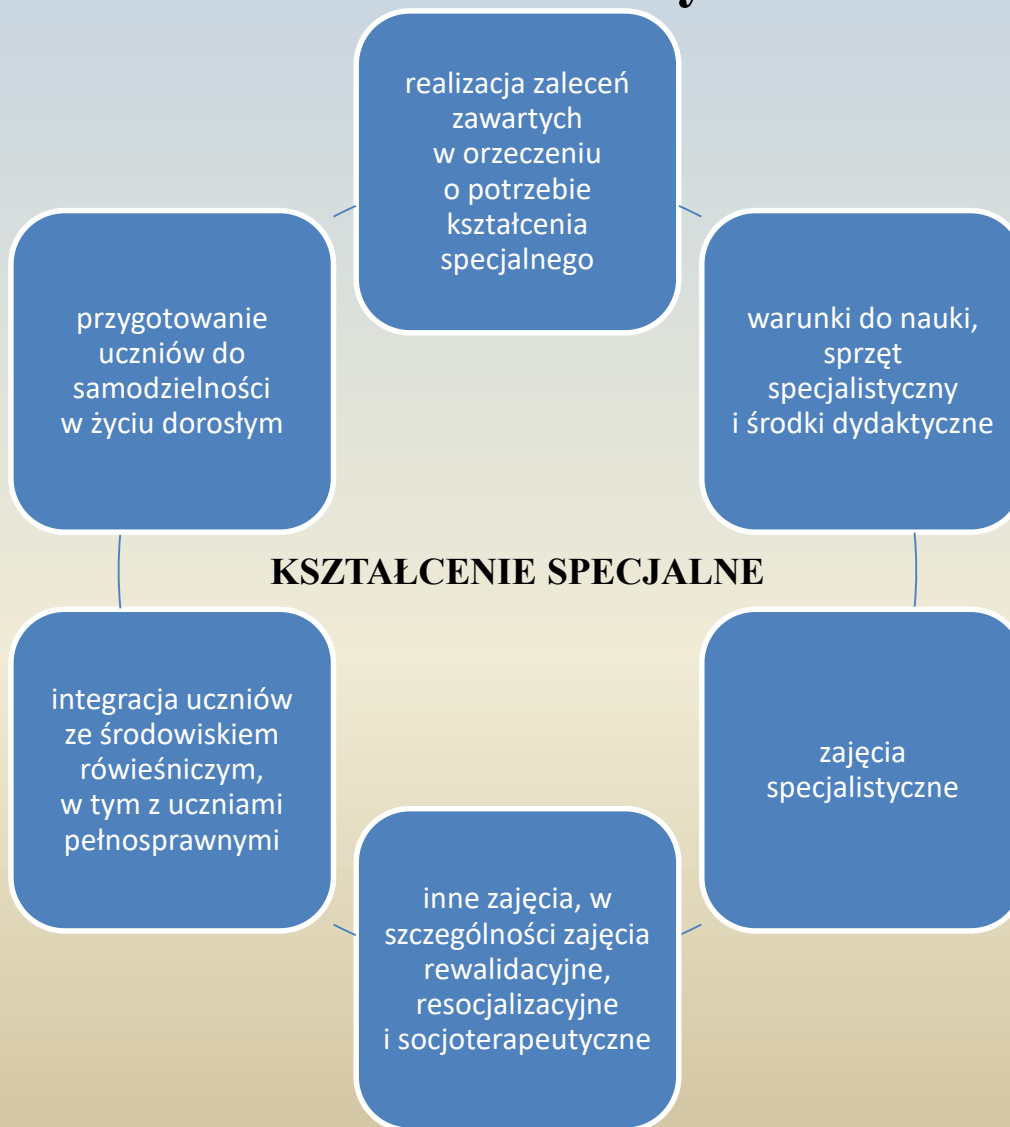 realizacja zaleceń
zawartych
w orzeczeniu
o potrzebie
kształcenia
specjalnego
warunki do nauki,
sprzęt
specjalistyczny
i środki dydaktyczne
zajęcia
specjalistyczne
inne zajęcia, w
szczególności zajęcia
rewalidacyjne,
resocjalizacyjne
i socjoterapeutyczne
integracja uczniów
ze środowiskiem
rówieśniczym,
w tym z uczniami
pełnosprawnymi
przygotowanie
uczniów do
samodzielności
w życiu dorosłym
KSZTAŁCENIE SPECJALNE